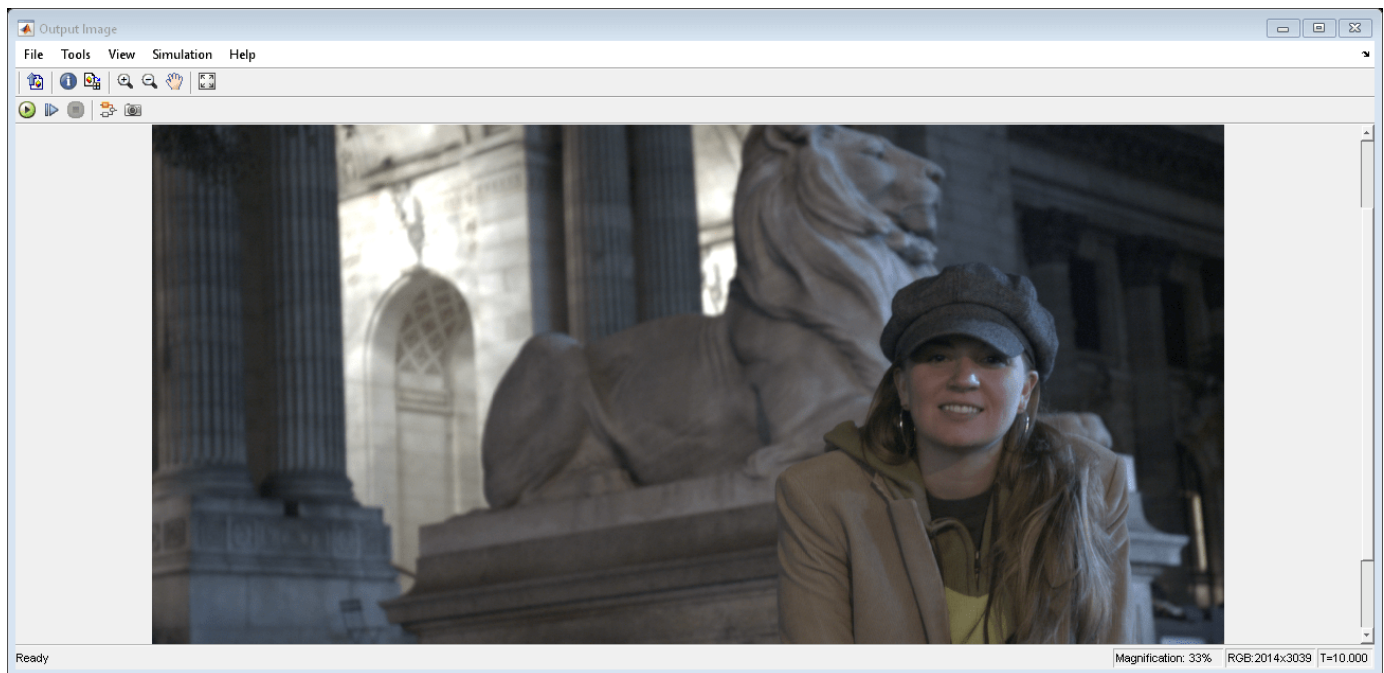 Output Image
File Tools View Simulation Help
Ready
Magnification: 33% RGB:2014x3039 T=10.000